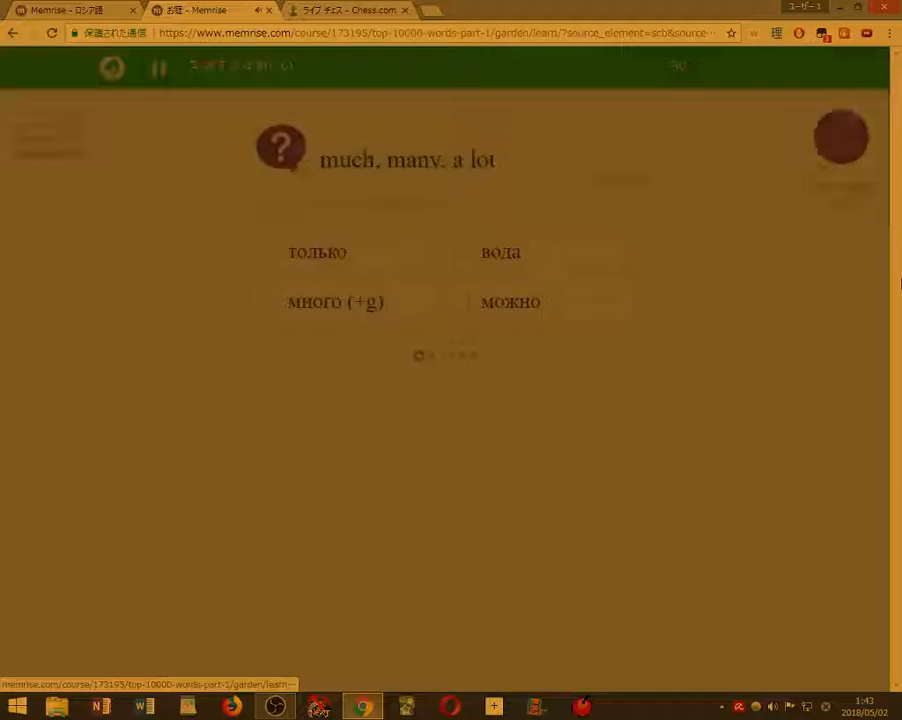 Memrise - ロシア語
お庭 - Memrise
ライブ チェス - Chess.com
ユーザー 1
保護された通信
https://www.memrise.com/course/173195/top-10000-words-part-1/garden/learn/?source_element=scb&source…
much, many, a lot
только
вода
много (+g)
можно
memrise.com/course/173195/top-10000-words-part-1/garden/learn…
1:43
2018/05/02